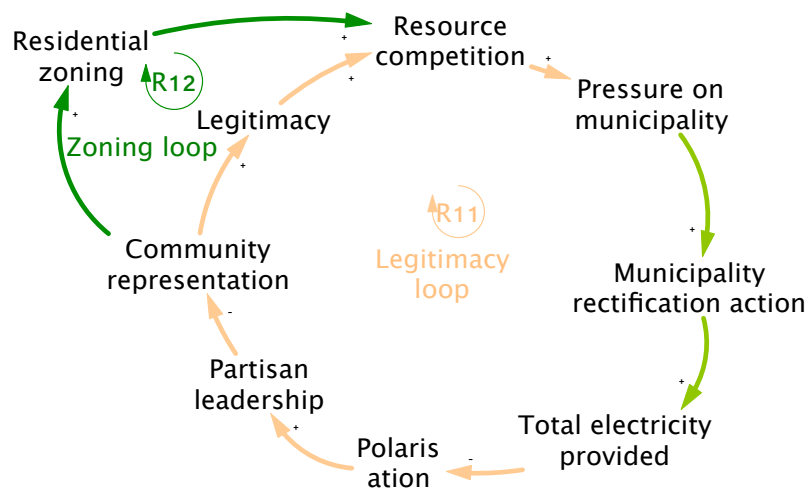 Residential
zoning
+
R12
Zoning loop
+
Legitimacy
+
+
Resource
competition
+
Pressure on
municipality
+
Municipality
rectification action
+
Total electricity
provided
-
Polaris
ation
+
Partisan
leadership
-
Community
representation
+
R11
Legitimacy
loop